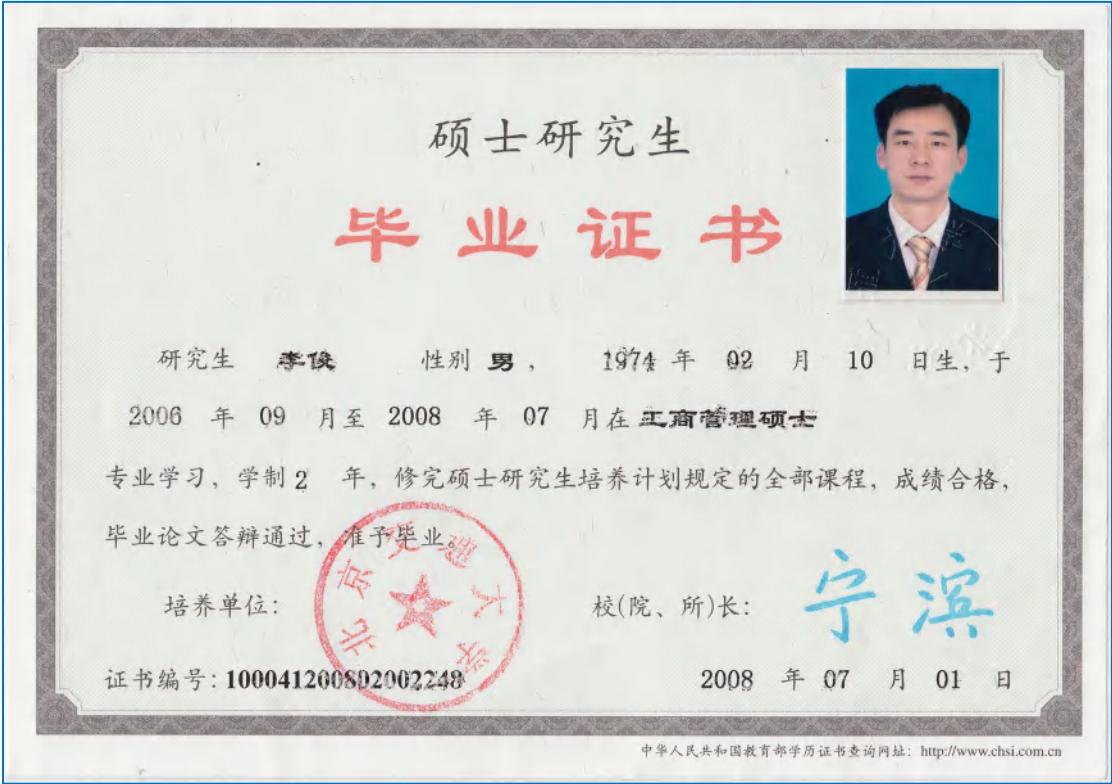 硕士研究生
毕业证书
研究生 李俊 性别 男， 1974 年 02 月 10 日生，于
2006 年 09 月至 2008 年 07 月在 工商管理硕士
专业学习，学制 2 年，修完硕士研究生培养计划规定的全部课程，成绩合格，
毕业论文答辩通过，准予毕业。
北京交通大学
培养单位： 校(院、所)长： 宁滨
证书编号：100041200802002248 2008 年 07 月 01 日
中华人民共和国教育部学历证书查询网址：http://www.chsi.com.cn